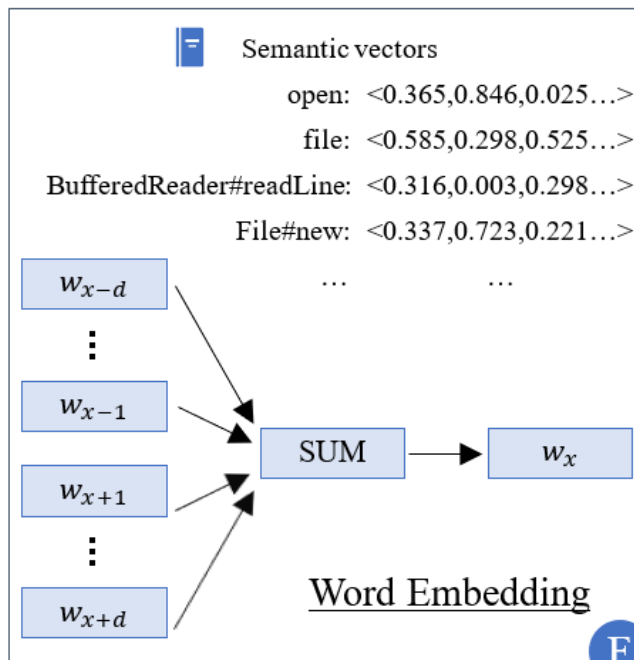 Semantic vectors
open: <0.365,0.846,0.025…>
file: <0.585,0.298,0.525…>
BufferedReader#readLine: <0.316,0.003,0.298…>
File#new: <0.337,0.723,0.221…>
… …
w_{x-d}
⋮
w_{x-1}
SUM
w_x
w_{x+1}
⋮
w_{x+d}
Word Embedding